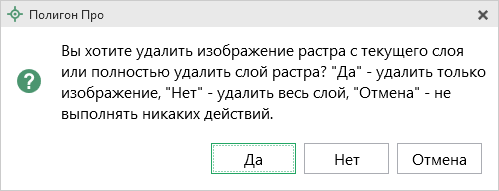 Полигон Про
Вы хотите удалить изображение растра с текущего слоя
или полностью удалить слой растра? "Да" - удалить только
изображение, "Нет" - удалить весь слой, "Отмена" - не
выполнять никаких действий.
Да Нет Отмена